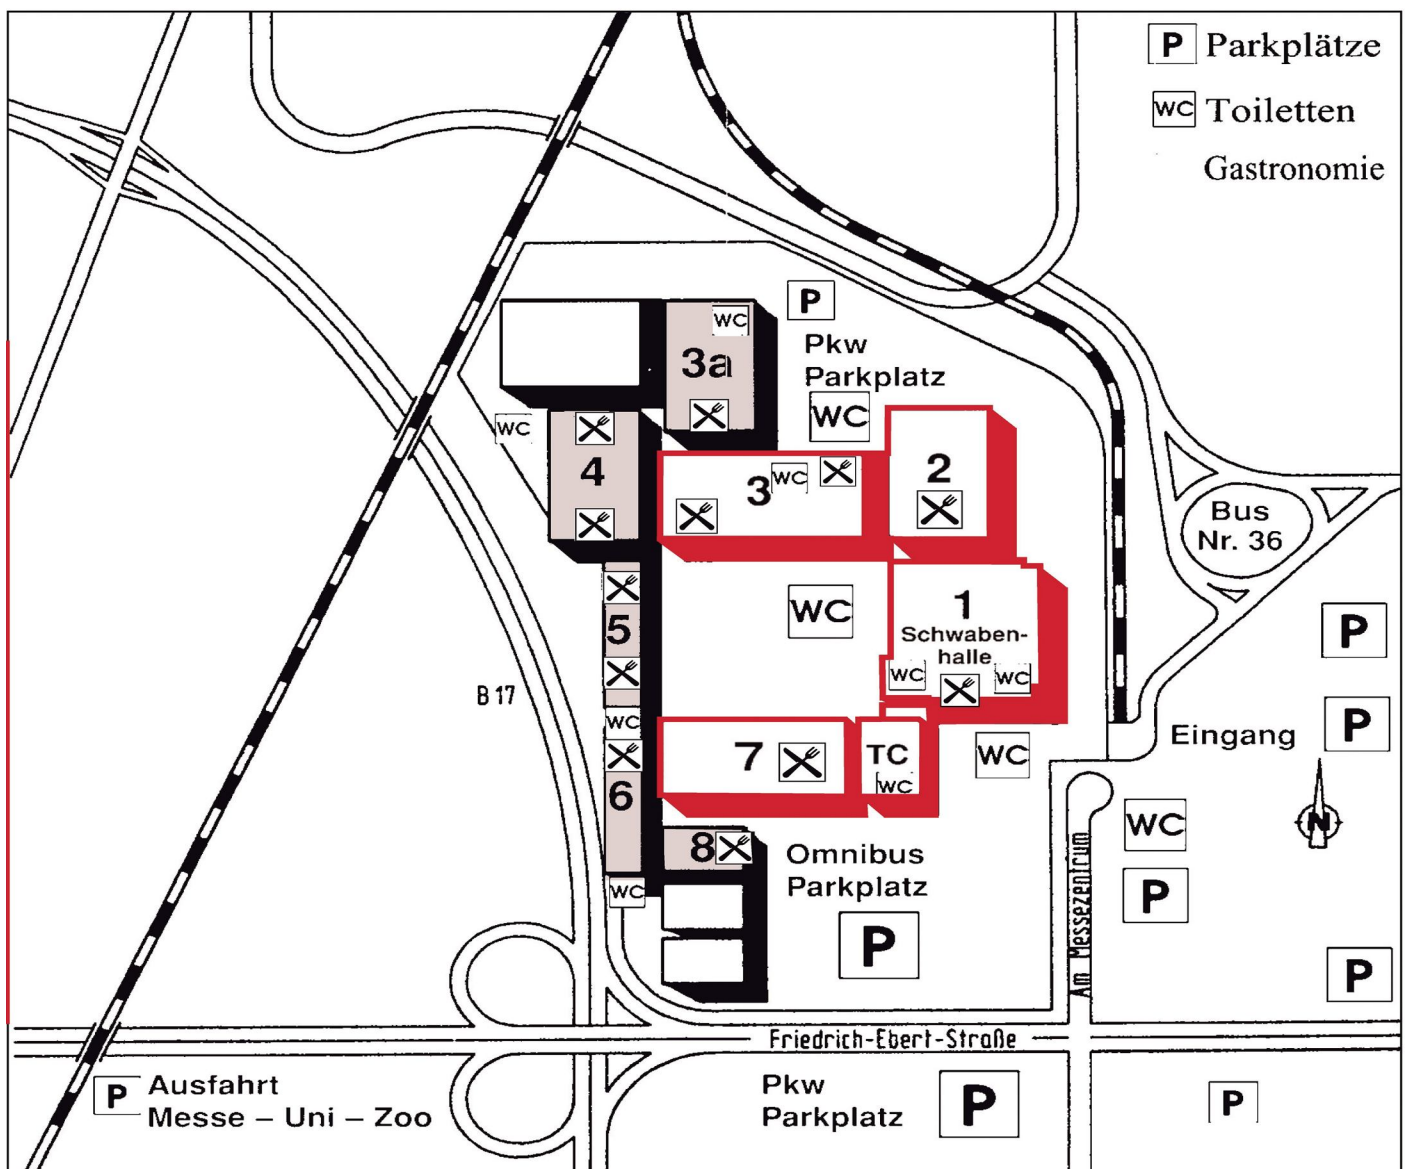 P Parkplätze
WC Toiletten
Gastronomie
P
WC
3a
Pkw
Parkplatz
WC
WC
4
3
WC
2
Bus
Nr. 36
WC
1
Schwaben-
halle
WC
WC
5
P
B 17
WC
P
Eingang
7
TC
WC
WC
6
N
WC
8
Omnibus
Parkplatz
WC
P
P
P
Am Messezentrum
Friedrich-Ebert-Straße
P Ausfahrt
Messe – Uni – Zoo
Pkw
Parkplatz
P
P